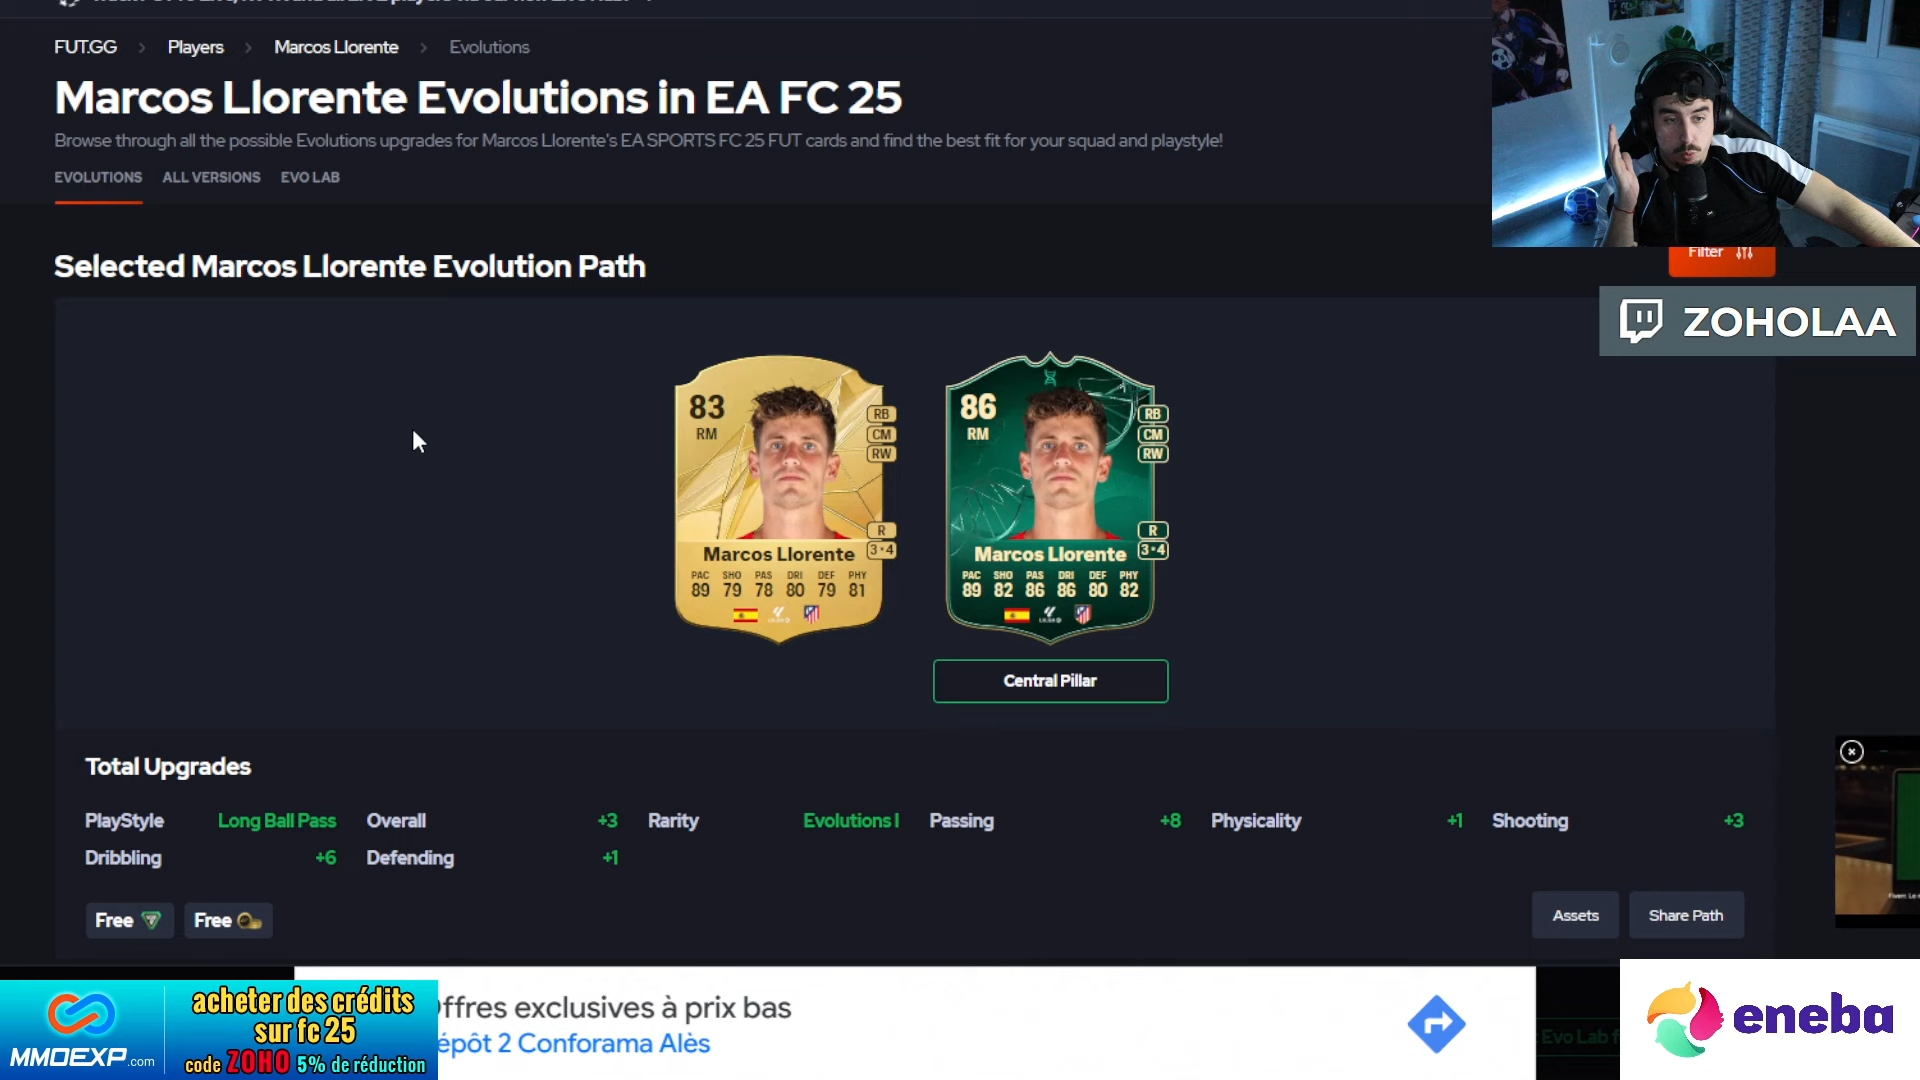 FUT.GG > Players > Marcos Llorente > Evolutions
Marcos Llorente Evolutions in EA FC 25
Browse through all the possible Evolutions upgrades for Marcos Llorente's EA SPORTS FC 25 FUT cards and find the best fit for your squad and playstyle!
EVOLUTIONS ALL VERSIONS EVO LAB
Selected Marcos Llorente Evolution Path
Filter
ZOHOLAA
83
RM
RB
CM
RW
R
3•4
Marcos Llorente
PAC SHO PAS DRI DEF PHY
89 79 78 80 79 81
86
RM
RB
CM
RW
R
3•4
Marcos Llorente
PAC SHO PAS DRI DEF PHY
89 82 86 86 80 82
Central Pillar
Total Upgrades
PlayStyle Long Ball Pass Overall +3 Rarity Evolutions I Passing +8 Physicality +1 Shooting +3
Dribbling +6 Defending +1
Free Free
Assets Share Path
MMOEXP.com
acheter des crédits
sur fc 25
code ZOHO 5% de réduction
ffres exclusives à prix bas
épôt 2 Conforama Alès
Evo Lab
eneba